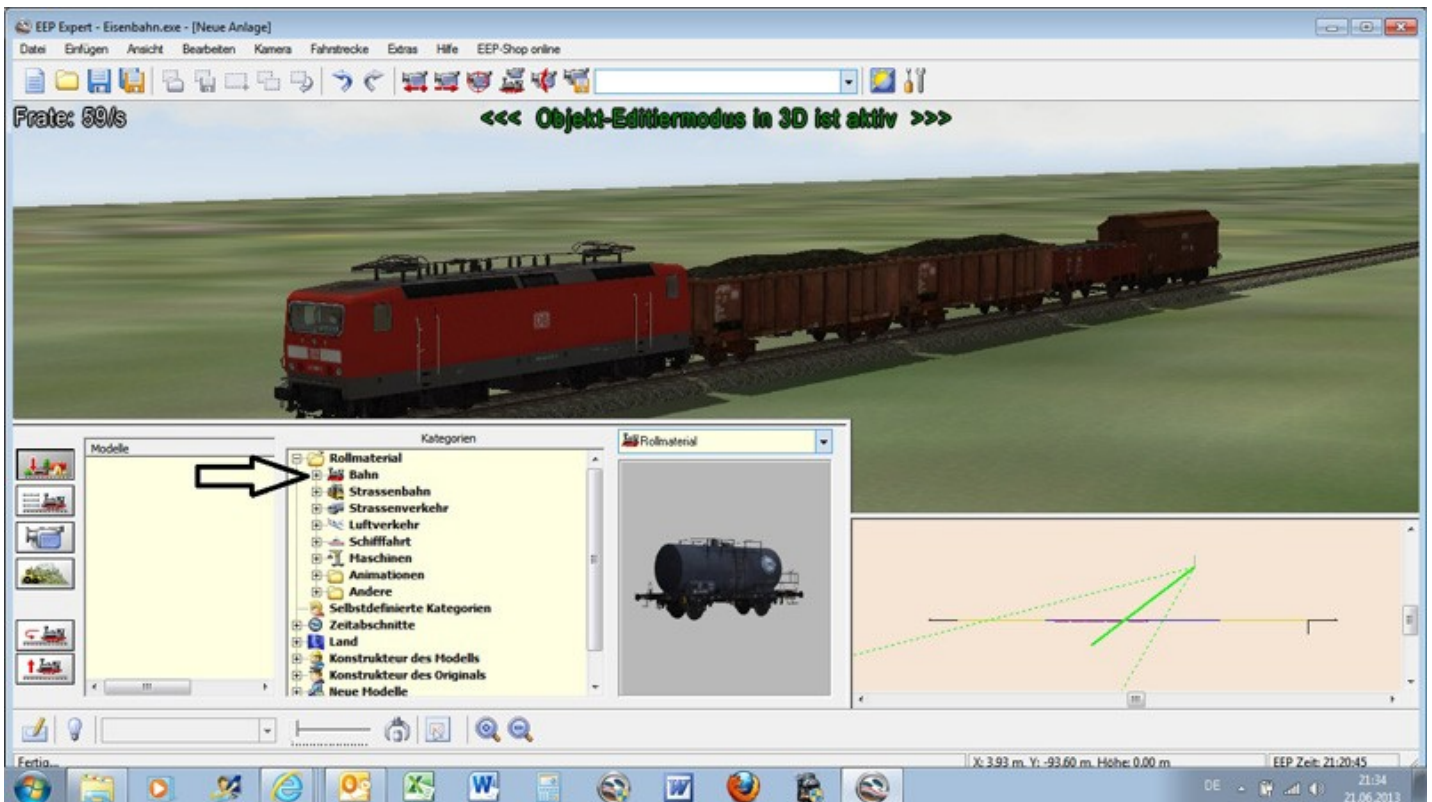 EEP Expert - Eisenbahn.exe - [Neue Anlage]
Datei Einfügen Ansicht Bearbeiten Kamera Fahrstrecke Extras Hilfe EEP-Shop online
Frate: 59/s
<<< Objekt-Editiermodus in 3D ist aktiv >>>
Modelle
Kategorien
Rollmaterial
Bahn
Strassenbahn
Strassenverkehr
Luftverkehr
Schifffahrt
Maschinen
Animationen
Andere
Selbstdefinierte Kategorien
Zeitabschnitte
Land
Konstrukteur des Modells
Konstrukteur des Originals
Neue Modelle
Rollmaterial
DB
Fertig...
X: 3.93 m. Y: -93.60 m. Höhe: 0.00 m
EEP Zeit: 21:20:45
DE
21:34
21.06.2013